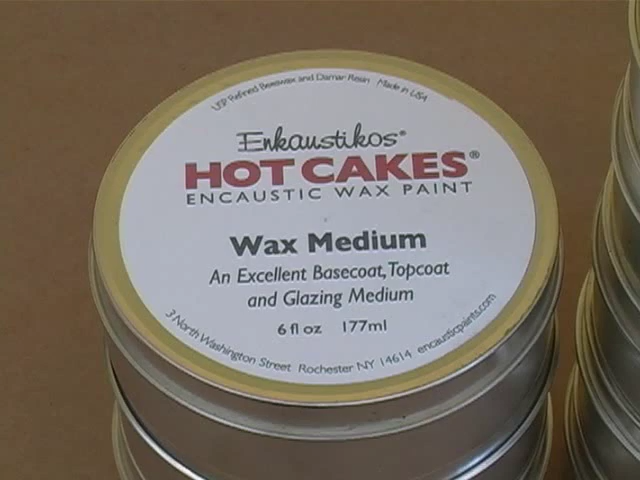 USP Refined Beeswax and Damar Resin Made in USA
Enkaustikos®
HOT CAKES®
ENCAUSTIC WAX PAINT
Wax Medium
An Excellent Basecoat, Topcoat
and Glazing Medium
6 fl oz 177ml
3 North Washington Street Rochester NY 14614 encausticpaints.com